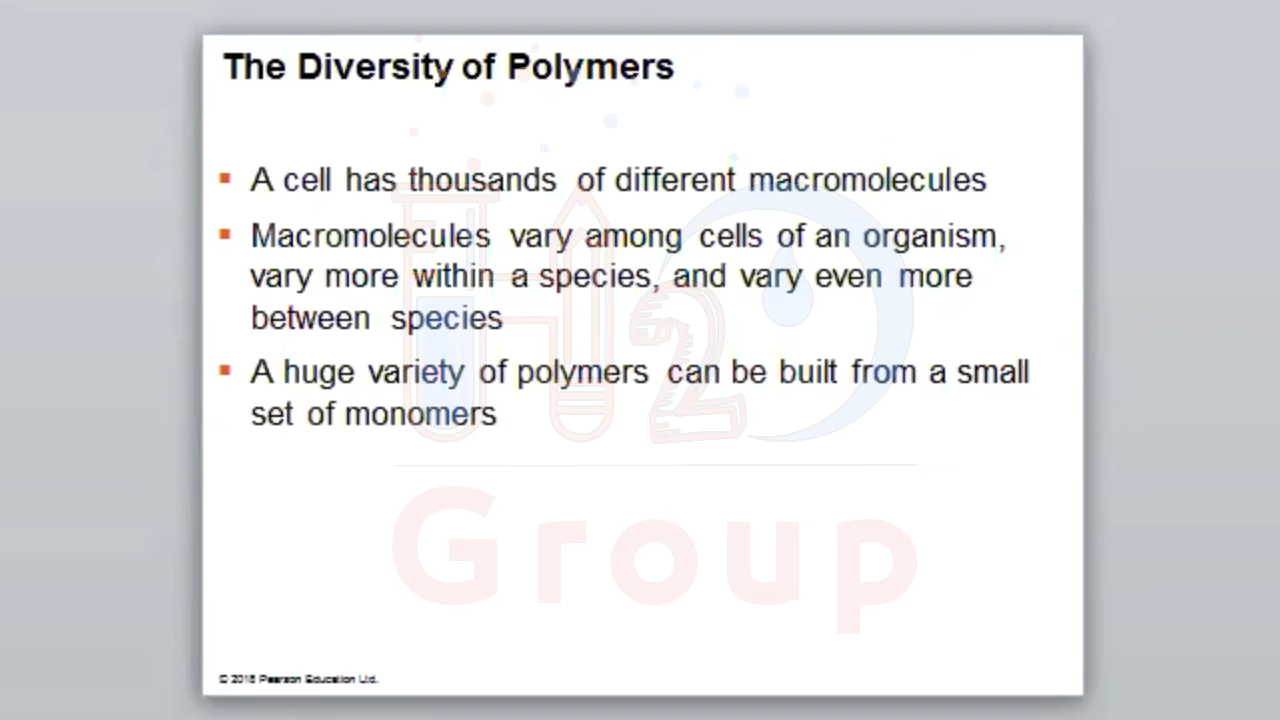 The Diversity of Polymers
▪ A cell has thousands of different macromolecules
▪ Macromolecules vary among cells of an organism,
vary more within a species, and vary even more
between species
▪ A huge variety of polymers can be built from a small
set of monomers
H2O
Group
© 2018 Pearson Education Ltd.